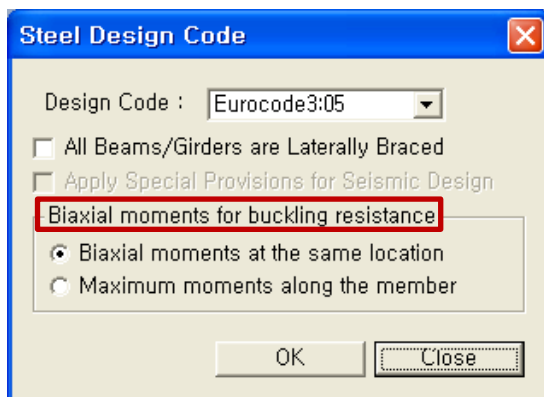 Steel Design Code
Design Code : Eurocode3:05
All Beams/Girders are Laterally Braced
Apply Special Provisions for Seismic Design
Biaxial moments for buckling resistance
Biaxial moments at the same location
Maximum moments along the member
OK Close